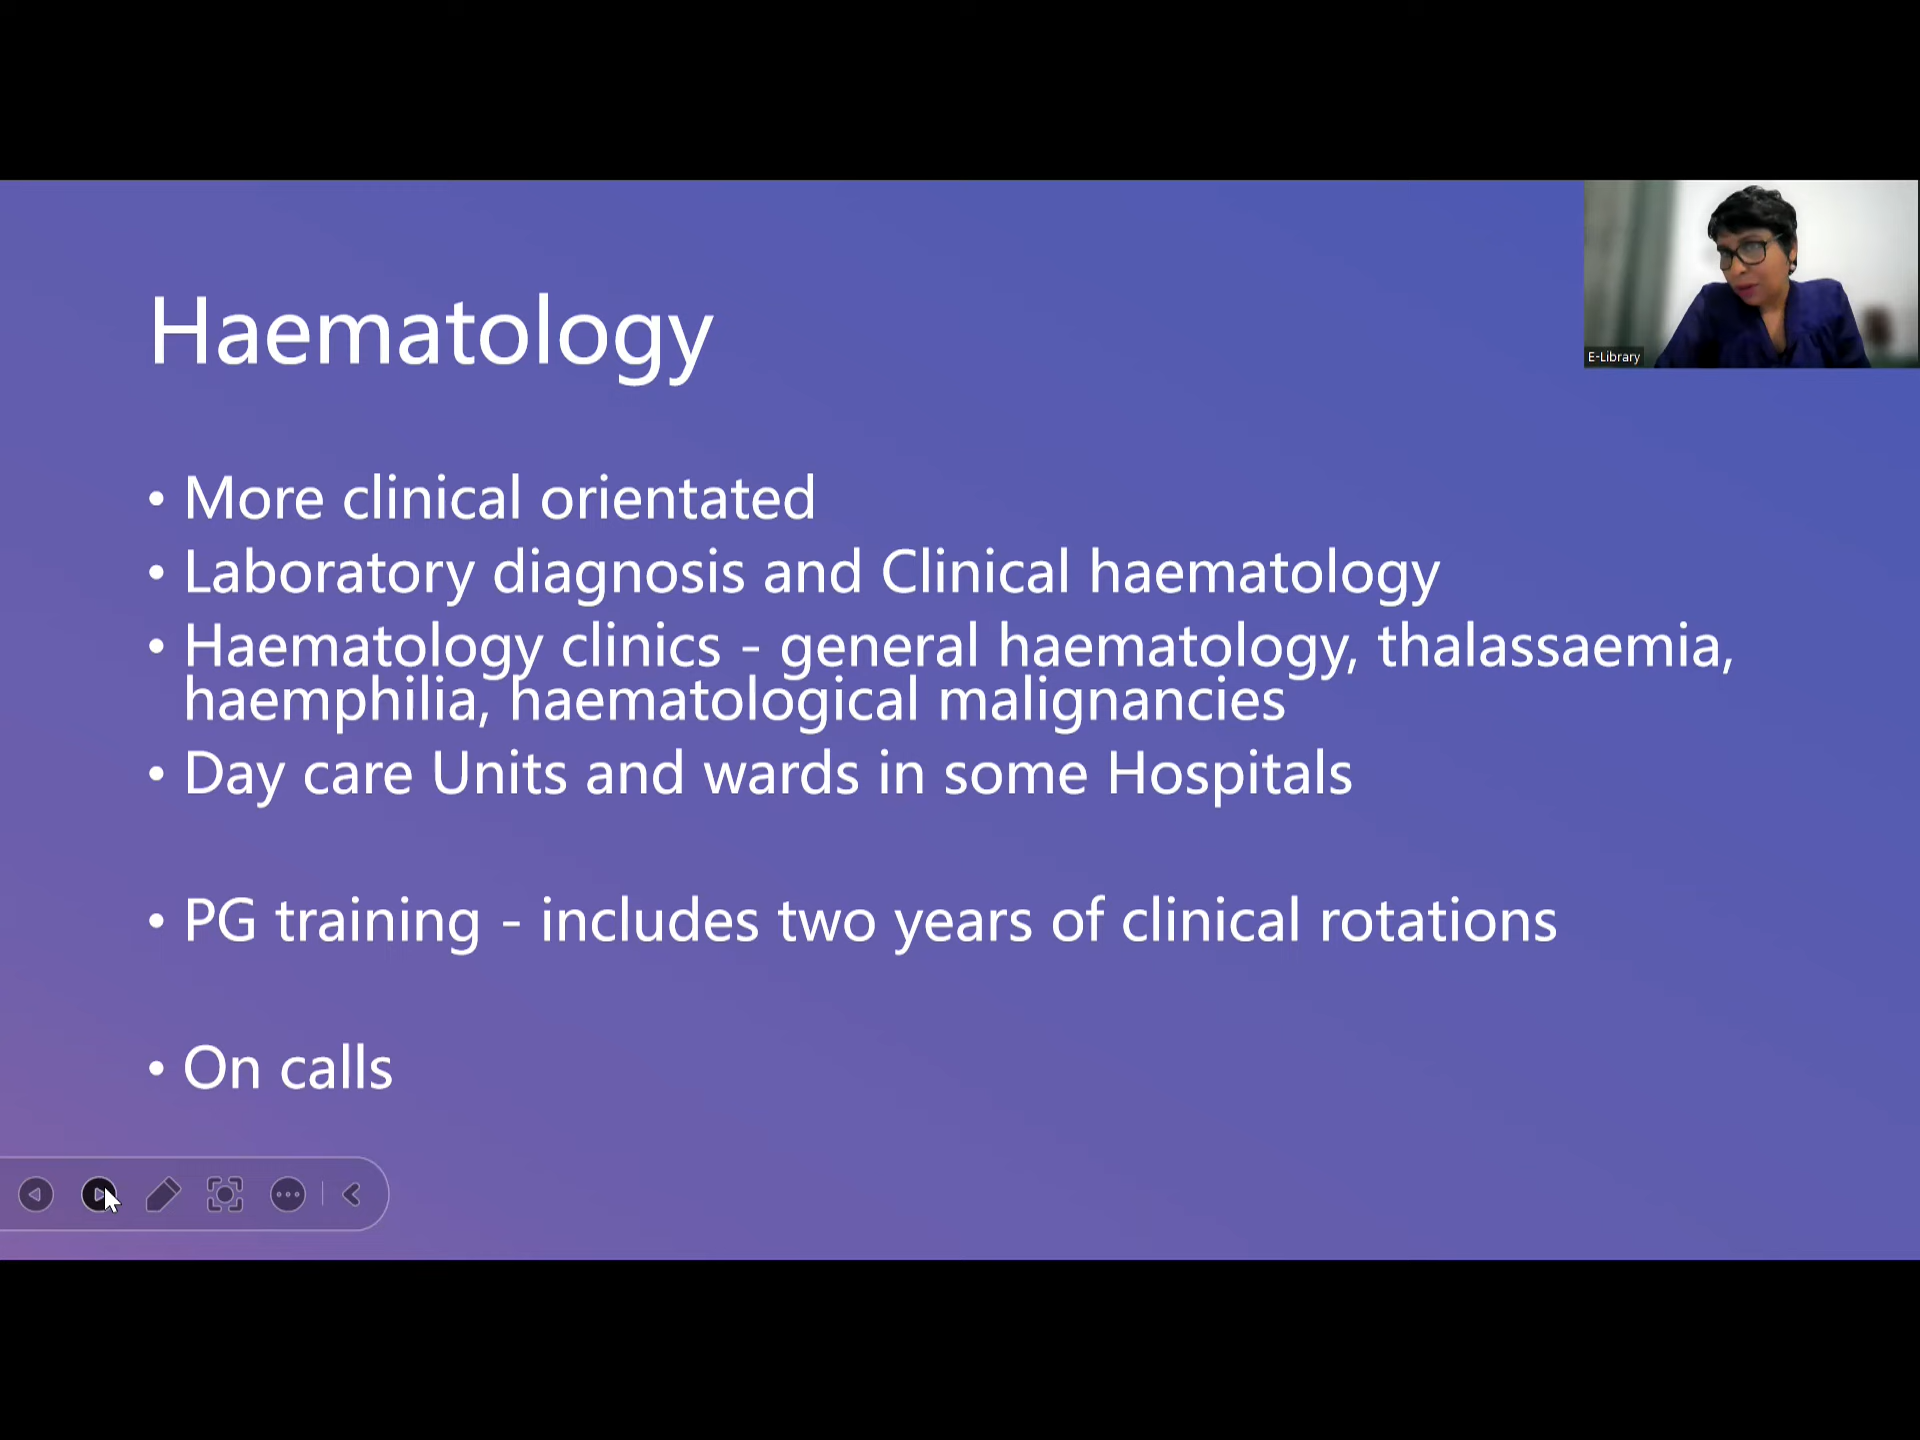 Haematology
E-Library
• More clinical orientated
• Laboratory diagnosis and Clinical haematology
• Haematology clinics - general haematology, thalassaemia,
haemphilia, haematological malignancies
• Day care Units and wards in some Hospitals
• PG training - includes two years of clinical rotations
• On calls